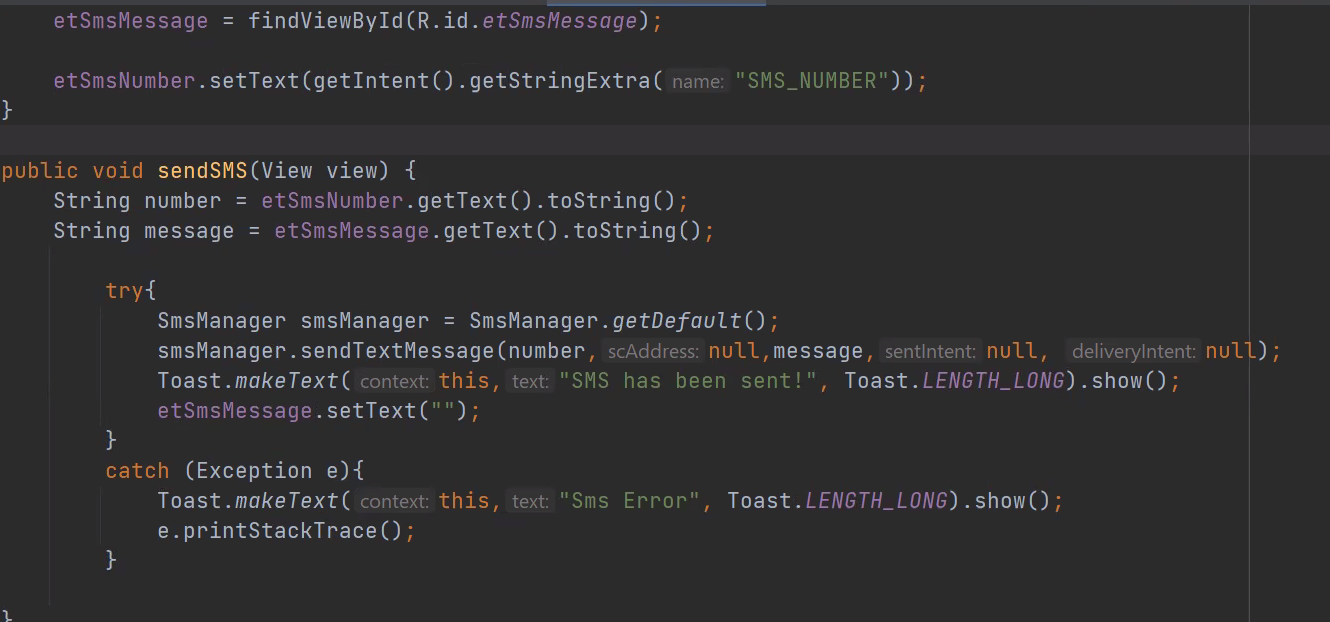 etSmsMessage = findViewById(R.id.etSmsMessage);
etSmsNumber.setText(getIntent().getStringExtra( name: "SMS_NUMBER"));
}
public void sendSMS(View view) {
String number = etSmsNumber.getText().toString();
String message = etSmsMessage.getText().toString();
try{
SmsManager smsManager = SmsManager.getDefault();
smsManager.sendTextMessage(number, scAddress: null,message, sentIntent: null, deliveryIntent: null);
Toast.makeText( context: this, text: "SMS has been sent!", Toast.LENGTH_LONG).show();
etSmsMessage.setText("");
}
catch (Exception e){
Toast.makeText( context: this, text: "Sms Error", Toast.LENGTH_LONG).show();
e.printStackTrace();
}
}